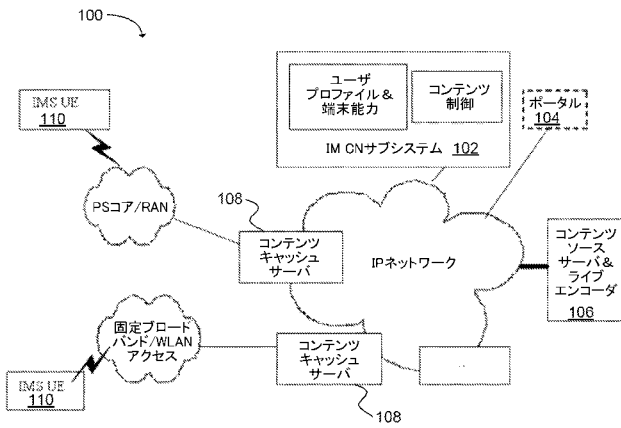 100
IMS UE
110
ユーザ
プロファイル＆
端末能力
コンテンツ
制御
IM CNサブシステム 102
ポータル
104
PSコア/RAN
108
コンテンツ
キャッシュ
サーバ
IPネットワーク
コンテンツ
ソース
サーバ＆
ライブ
エンコーダ
106
固定ブロード
バンド/WLAN
アクセス
コンテンツ
キャッシュ
サーバ
..
IMS UE
110
108